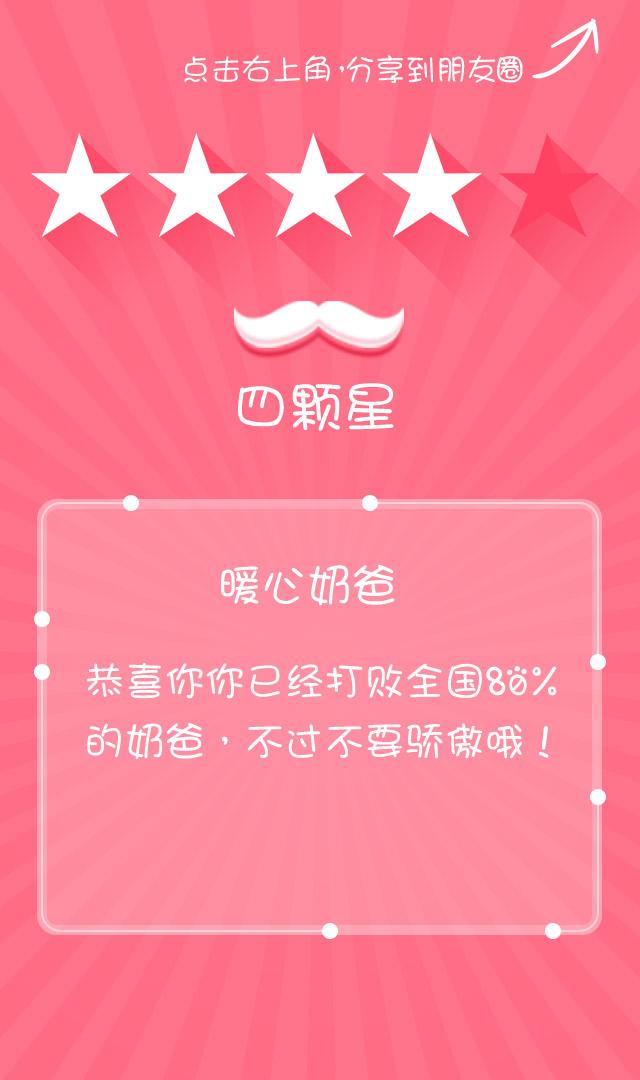 点击右上角,分享到朋友圈
四颗星
暖心奶爸
恭喜你你已经打败全国80%
的奶爸，不过不要骄傲哦！